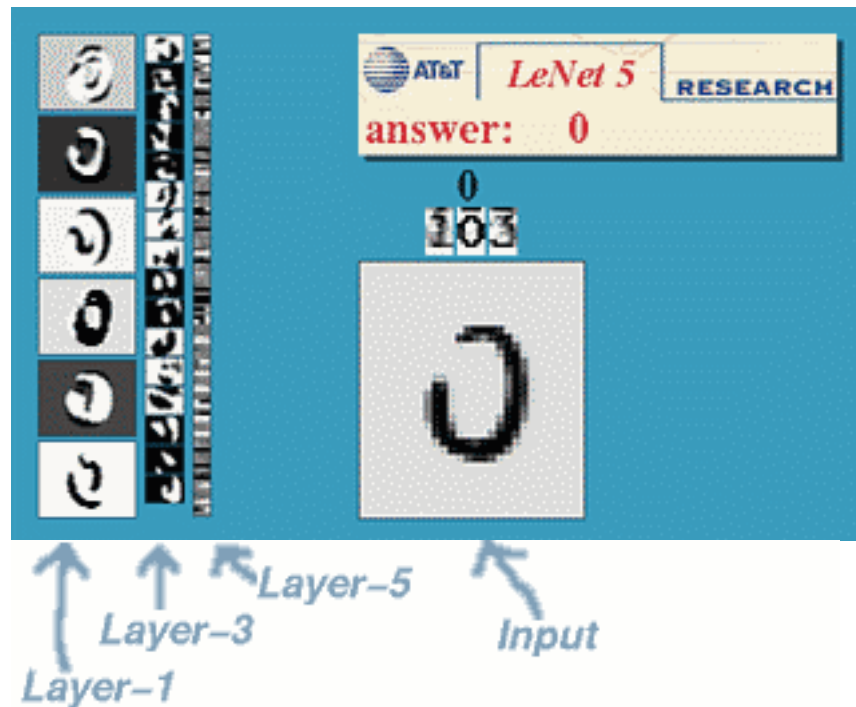 AT&T LeNet 5 RESEARCH
answer: 0
0
103
Layer-5
Layer-3
Input
Layer-1